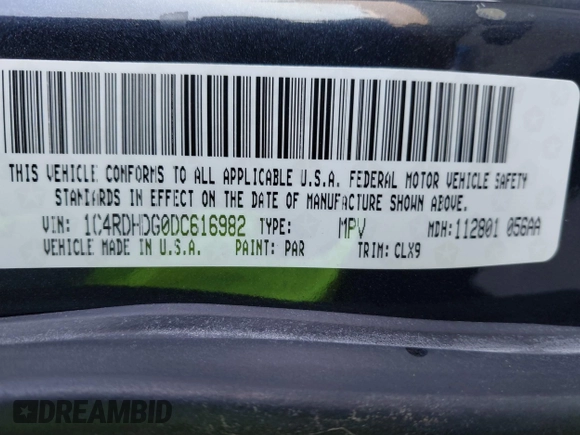 THIS VEHICLE CONFORMS TO ALL APPLICABLE U.S.A. FEDERAL MOTOR VEHICLE SAFETY
STANDARDS IN EFFECT ON THE DATE OF MANUFACTURE SHOWN ABOVE.
VIN: 1C4RDHDG0DC616982 TYPE: MPV MDH: 112801 056AA
VEHICLE MADE IN U.S.A. PAINT: PAR TRIM: CLX9
DREAMBID